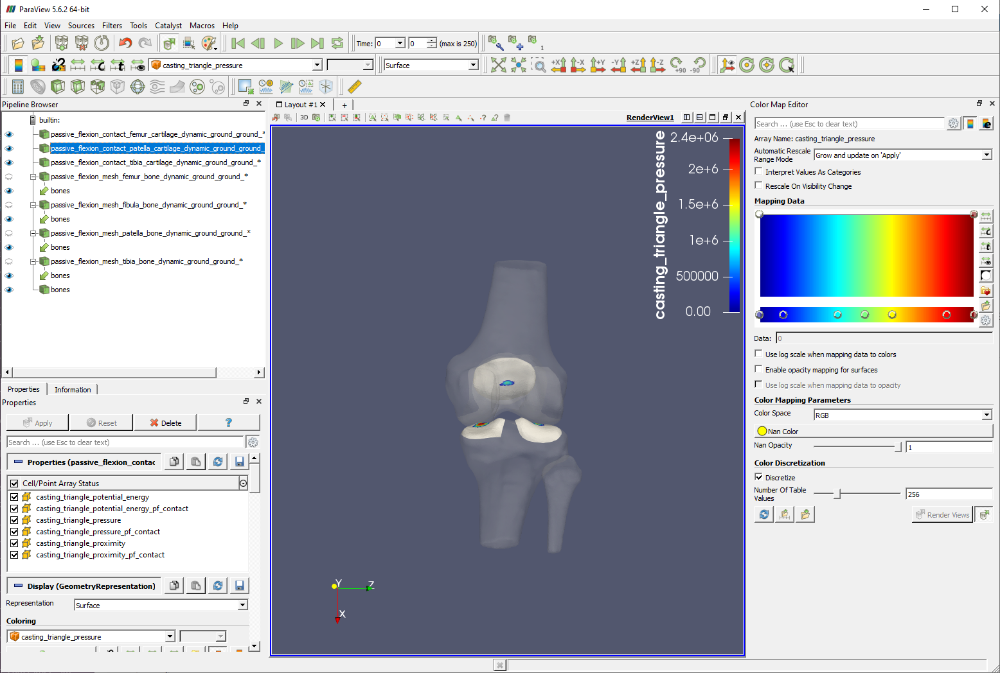 ParaView 5.6.2 64-bit
File Edit View Sources Filters Tools Catalyst Macros Help
Time: 0 0 (max is 250) 1
casting_triangle_pressure Surface +X -X +Y -Y +Z -Z +90 -90
Pipeline Browser
builtin:
passive_flexion_contact_femur_cartilage_dynamic_ground_ground_*
passive_flexion_contact_patella_cartilage_dynamic_ground_ground_
passive_flexion_contact_tibia_cartilage_dynamic_ground_ground_*
passive_flexion_mesh_femur_bone_dynamic_ground_ground_*
bones
passive_flexion_mesh_fibula_bone_dynamic_ground_ground_*
bones
passive_flexion_mesh_patella_bone_dynamic_ground_ground_*
bones
passive_flexion_mesh_tibia_bone_dynamic_ground_ground_*
bones
bones
Properties Information
Properties
Apply Reset Delete ?
Search ... (use Esc to clear text)
Properties (passive_flexion_contac
Cell/Point Array Status
casting_triangle_potential_energy
casting_triangle_potential_energy_pf_contact
casting_triangle_pressure
casting_triangle_pressure_pf_contact
casting_triangle_proximity
casting_triangle_proximity_pf_contact
Display (GeometryRepresentation)
Representation Surface
Coloring
casting_triangle_pressure
Layout #1 +
3D RenderView1
casting_triangle_pressure
2.4e+06
2e+6
1.5e+6
1e+6
500000
0.00
Y Z
X
Color Map Editor
Search ... (use Esc to clear text)
Array Name: casting_triangle_pressure
Automatic Rescale
Range Mode Grow and update on 'Apply'
Interpret Values As Categories
Rescale On Visibility Change
Mapping Data
Data: 0
Use log scale when mapping data to colors
Enable opacity mapping for surfaces
Use log scale when mapping data to opacity
Color Mapping Parameters
Color Space RGB
Nan Color
Nan Opacity 1
Color Discretization
Discretize
Number Of Table
Values 256
Render Views